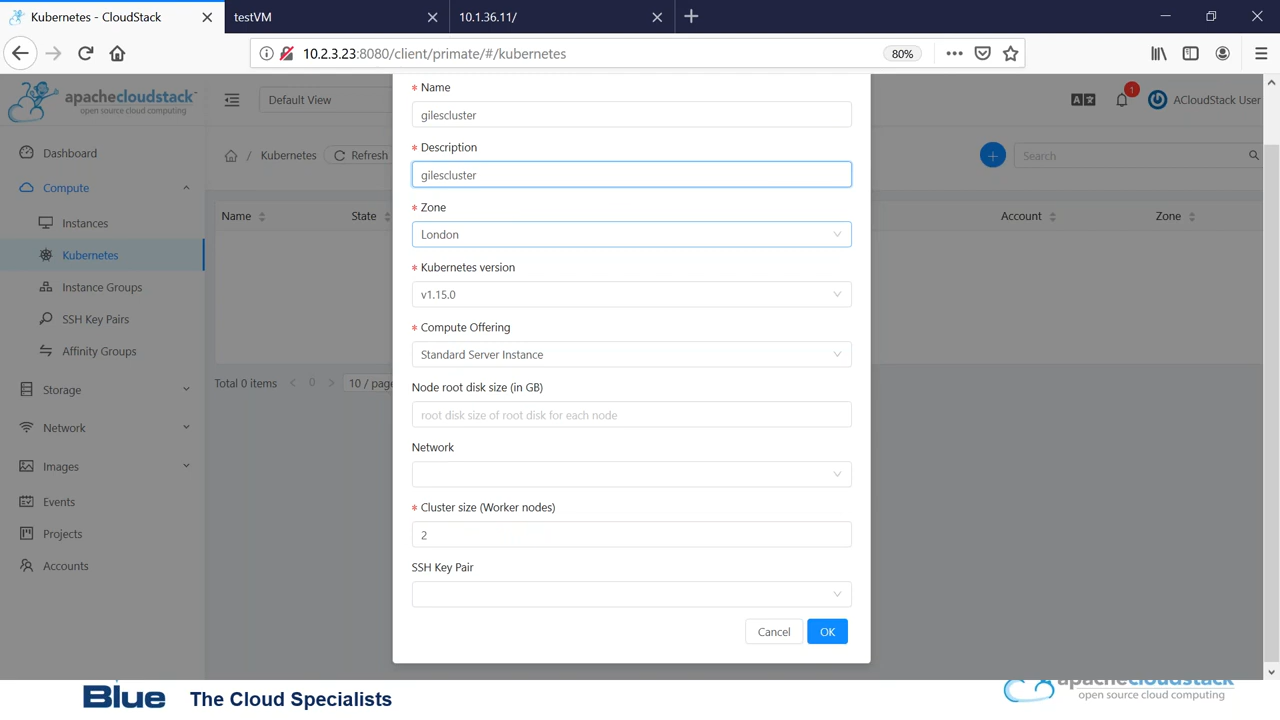 Kubernetes - CloudStack
testVM
10.1.36.11/
10.2.3.23:8080/client/primate/#/kubernetes
80%
apachecloudstack
open source cloud computing
Default View
1
ACloudStack User
Dashboard
Compute
Instances
Kubernetes
Instance Groups
SSH Key Pairs
Affinity Groups
Storage
Network
Images
Events
Projects
Accounts
/ Kubernetes
Refresh
Search
Name
State
Account
Zone
Total 0 items
0
10 / page
* Name
gilescluster
* Description
gilescluster
* Zone
London
* Kubernetes version
v1.15.0
* Compute Offering
Standard Server Instance
Node root disk size (in GB)
root disk size of root disk for each node
Network
* Cluster size (Worker nodes)
2
SSH Key Pair
Cancel
OK
Blue
The Cloud Specialists
apachecloudstack
open source cloud computing